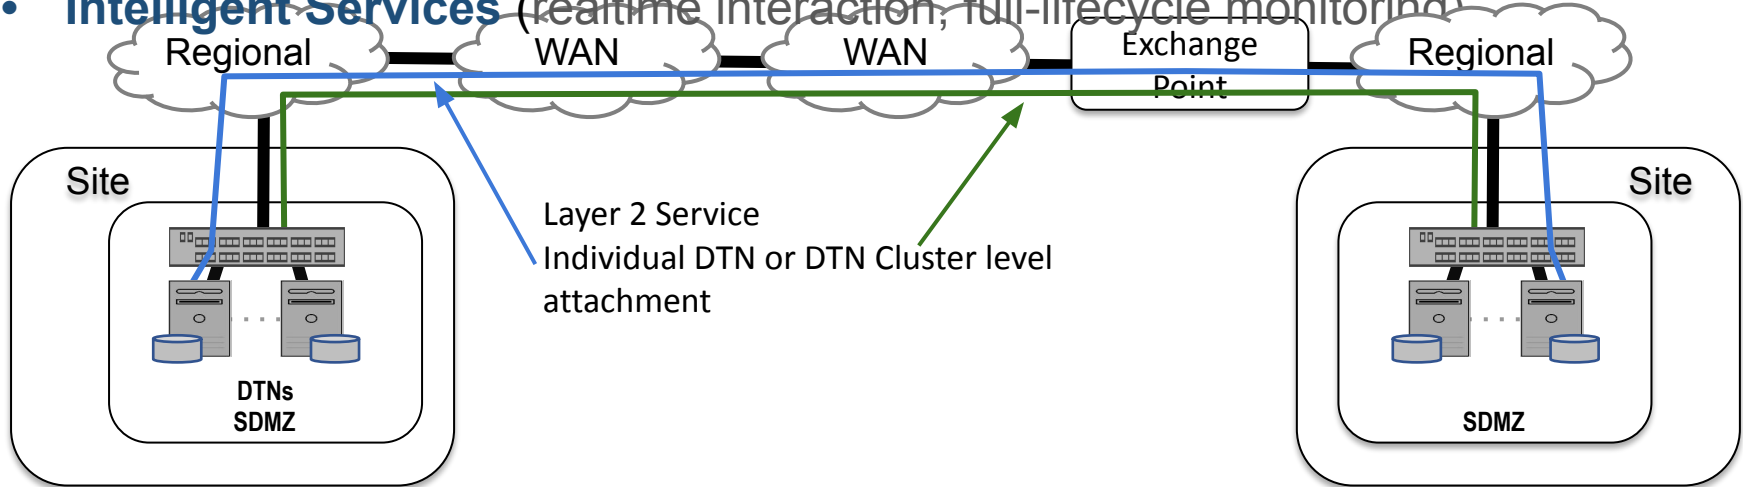 • Intelligent Services (realtime interaction, full-lifecycle monitoring)
Regional
WAN
WAN
Exchange
Point
Regional
Site
Site
Layer 2 Service
Individual DTN or DTN Cluster level
attachment
DTNs
SDMZ
SDMZ